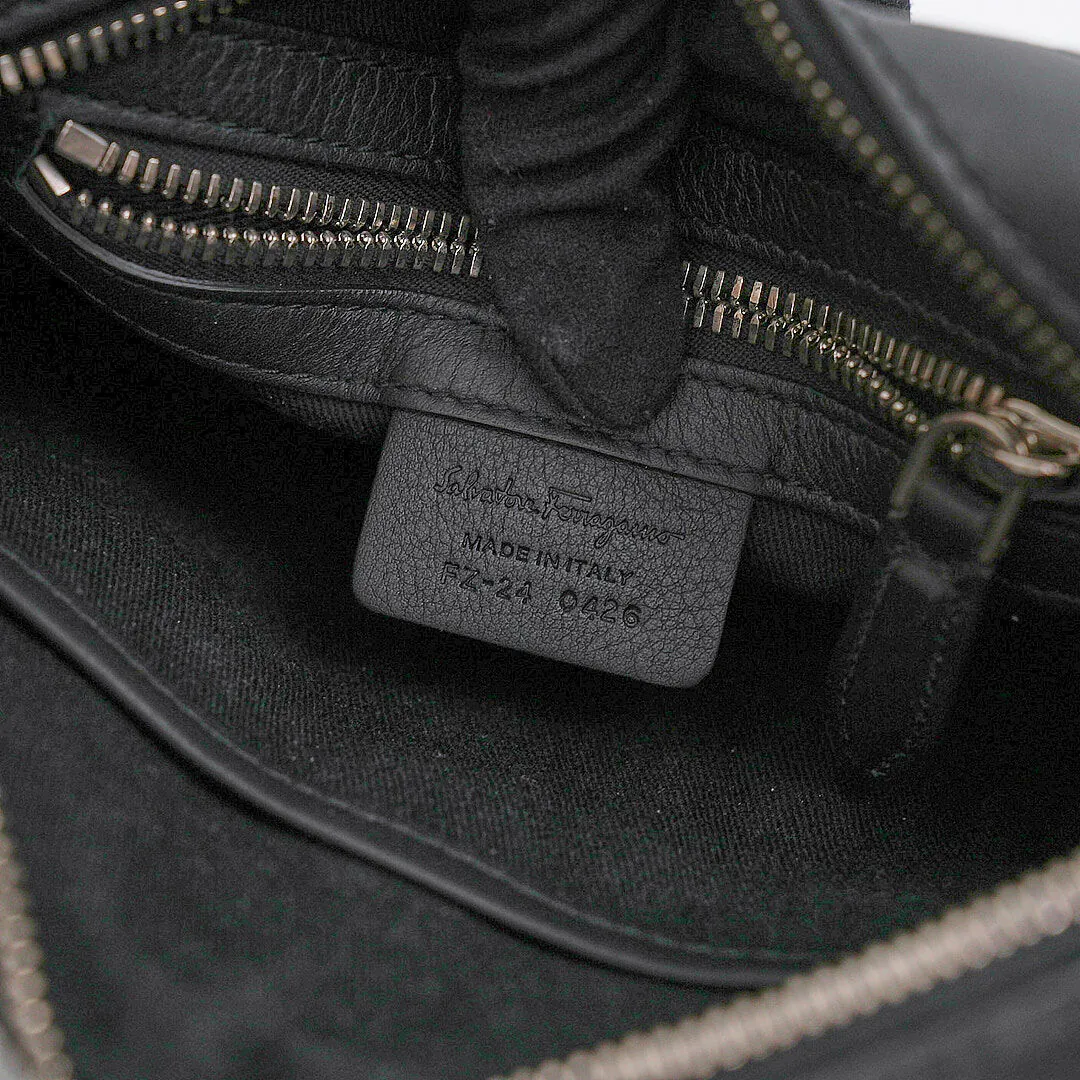 Salvatore Ferragamo
MADE IN ITALY
FZ-24 0426